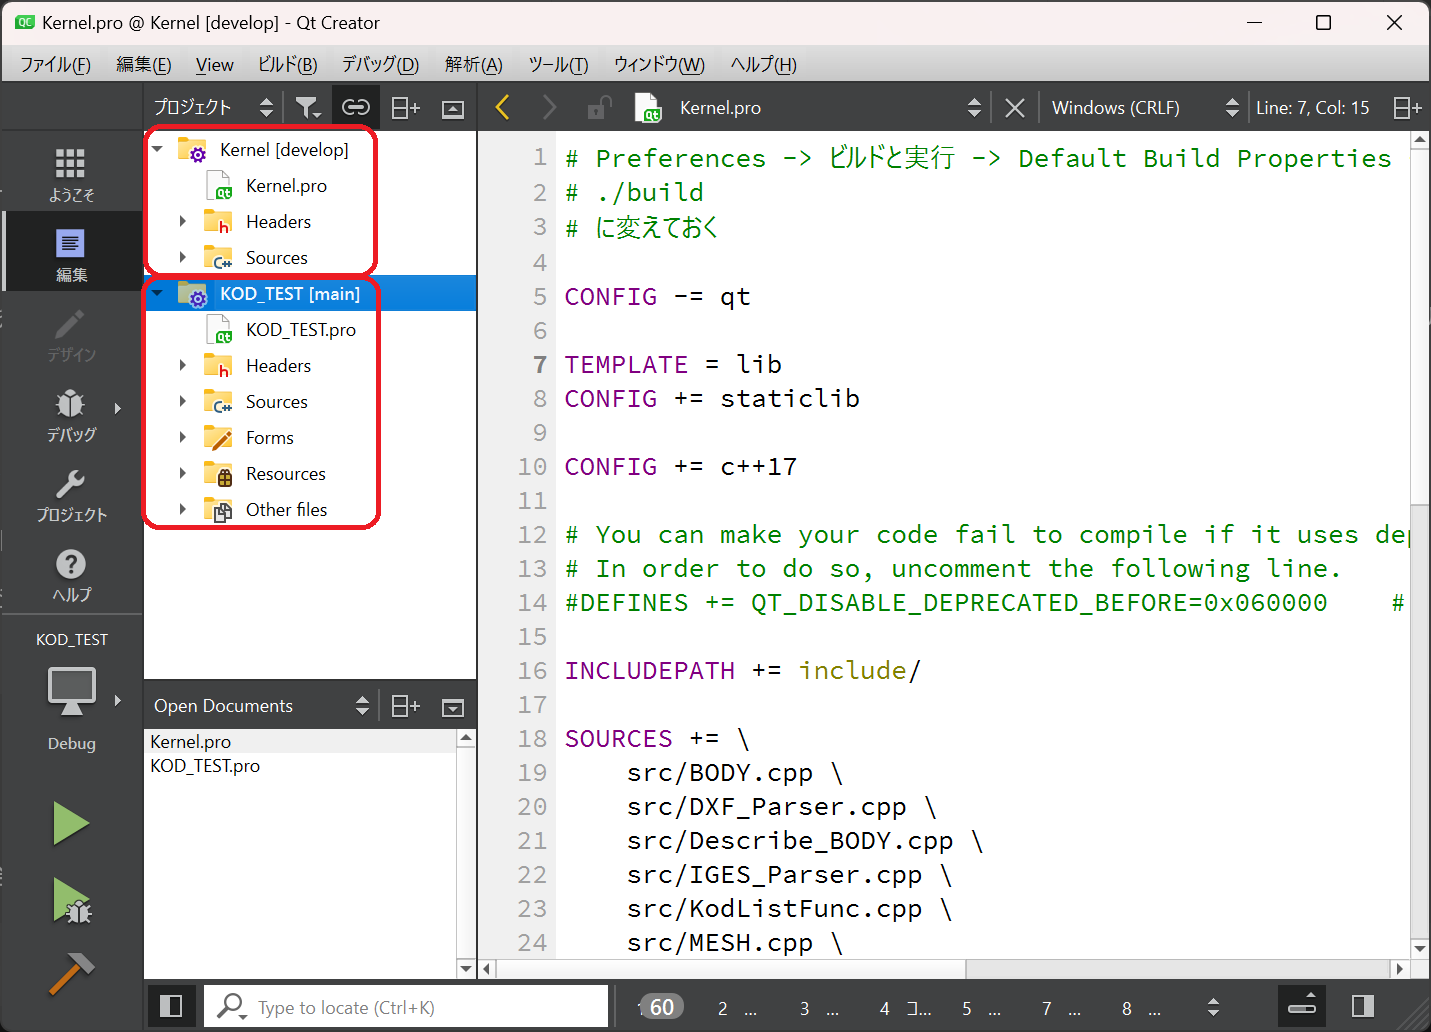 Kernel.pro @ Kernel [develop] - Qt Creator
ファイル(F) 編集(E) View ビルド(B) デバッグ(D) 解析(A) ツール(T) ウィンドウ(W) ヘルプ(H)
プロジェクト
Kernel.pro
Windows (CRLF)
Line: 7, Col: 15
ようこそ
編集
デザイン
デバッグ
プロジェクト
ヘルプ
KOD_TEST
Debug
Kernel [develop]
Kernel.pro
Headers
Sources
KOD_TEST [main]
KOD_TEST.pro
Headers
Sources
Forms
Resources
Other files
Open Documents
Kernel.pro
KOD_TEST.pro
1 # Preferences -> ビルドと実行 -> Default Build Properties
2 # ./build
3 # に変えておく
4
5 CONFIG -= qt
6
7 TEMPLATE = lib
8 CONFIG += staticlib
9
10 CONFIG += c++17
11
12 # You can make your code fail to compile if it uses
13 # In order to do so, uncomment the following line.
14 #DEFINES += QT_DISABLE_DEPRECATED_BEFORE=0x060000 #
15
16 INCLUDEPATH += include/
17
18 SOURCES += \
19 src/BODY.cpp \
20 src/DXF_Parser.cpp \
21 src/Describe_BODY.cpp \
22 src/IGES_Parser.cpp \
23 src/KodListFunc.cpp \
24 src/MESH.cpp \
Type to locate (Ctrl+K)
60 2 ... 3 ... 4 コ... 5 ... 7 ... 8 ...